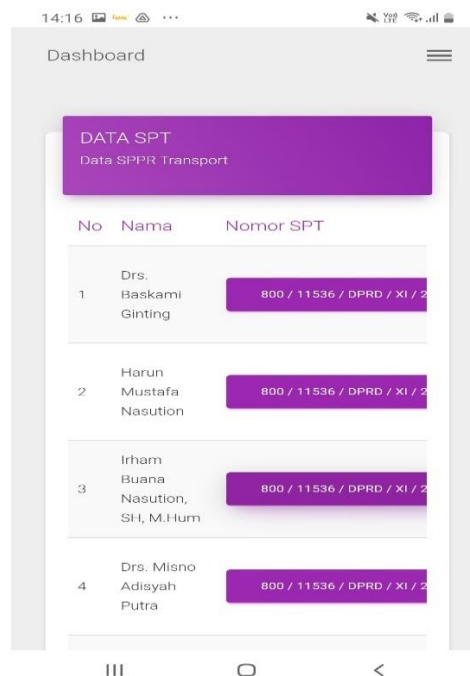 14:16
Dashboard
DATA SPT
Data SPPR Transport
No Nama Nomor SPT
1 Drs. Baskami Ginting 800 / 11536 / DPRD / XI / 2
2 Harun Mustafa Nasution 800 / 11536 / DPRD / XI / 2
3 Irham Buana Nasution, SH, M.Hum 800 / 11536 / DPRD / XI / 2
4 Drs. Misno Adisyah Putra 800 / 11536 / DPRD / XI / 2